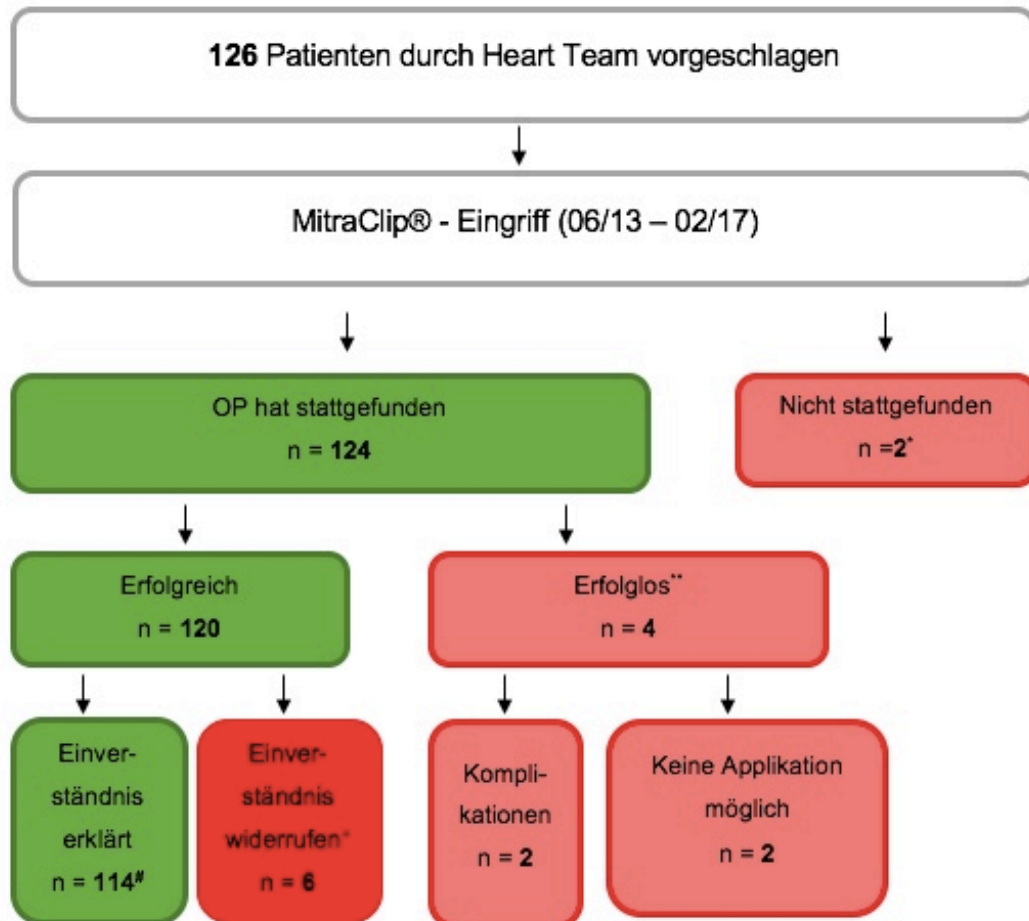 126 Patienten durch Heart Team vorgeschlagen
MitraClip® - Eingriff (06/13 – 02/17)
OP hat stattgefunden
n = 124
Nicht stattgefunden
n =2*
Erfolgreich
n = 120
Erfolglos**
n = 4
Einver-
ständnis
erklärt
n = 114#
Einver-
ständnis
widerrufen+
n = 6
Kompli-
kationen
n = 2
Keine Applikation
möglich
n = 2